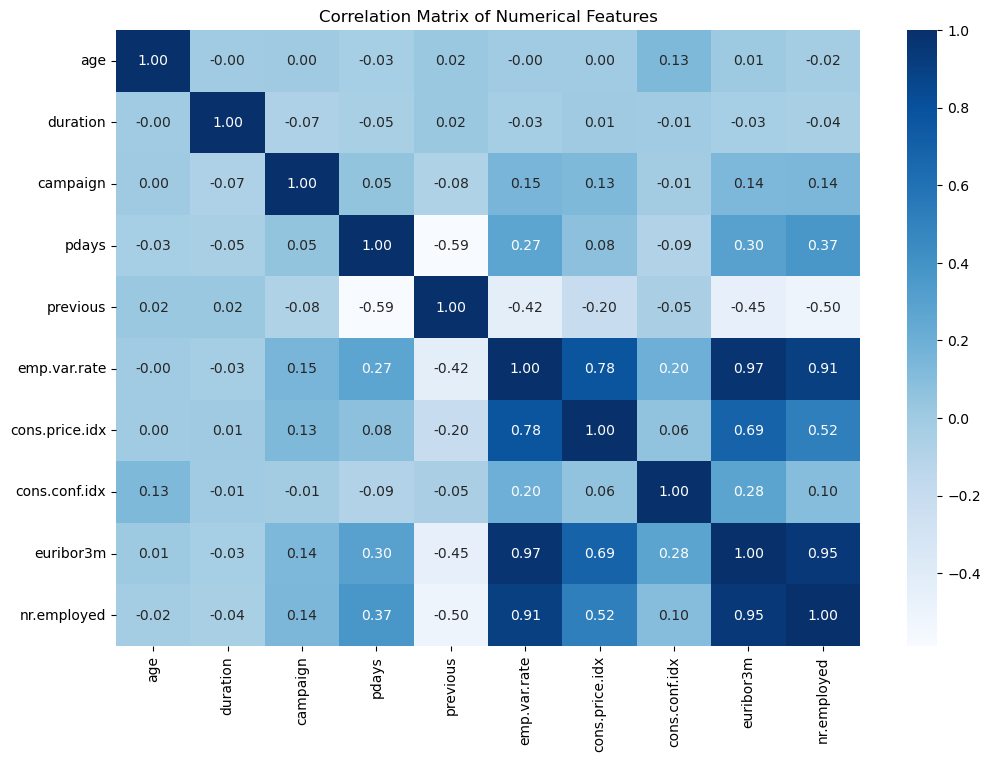 Correlation Matrix of Numerical Features
age 1.00 -0.00 0.00 -0.03 0.02 -0.00 0.00 0.13 0.01 -0.02
duration -0.00 1.00 -0.07 -0.05 0.02 -0.03 0.01 -0.01 -0.03 -0.04
campaign 0.00 -0.07 1.00 0.05 -0.08 0.15 0.13 -0.01 0.14 0.14
pdays -0.03 -0.05 0.05 1.00 -0.59 0.27 0.08 -0.09 0.30 0.37
previous 0.02 0.02 -0.08 -0.59 1.00 -0.42 -0.20 -0.05 -0.45 -0.50
emp.var.rate -0.00 -0.03 0.15 0.27 -0.42 1.00 0.78 0.20 0.97 0.91
cons.price.idx 0.00 0.01 0.13 0.08 -0.20 0.78 1.00 0.06 0.69 0.52
cons.conf.idx 0.13 -0.01 -0.01 -0.09 -0.05 0.20 0.06 1.00 0.28 0.10
euribor3m 0.01 -0.03 0.14 0.30 -0.45 0.97 0.69 0.28 1.00 0.95
nr.employed -0.02 -0.04 0.14 0.37 -0.50 0.91 0.52 0.10 0.95 1.00
age
duration
campaign
pdays
previous
emp.var.rate
cons.price.idx
cons.conf.idx
euribor3m
nr.employed
1.0
0.8
0.6
0.4
0.2
0.0
−0.2
−0.4